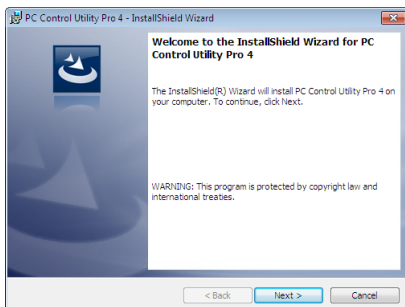 PC Control Utility Pro 4 - InstallShield Wizard
Welcome to the InstallShield Wizard for PC
Control Utility Pro 4
The InstallShield(R) Wizard will install PC Control Utility Pro 4 on
your computer. To continue, click Next.
WARNING: This program is protected by copyright law and
international treaties.
< Back Next > Cancel